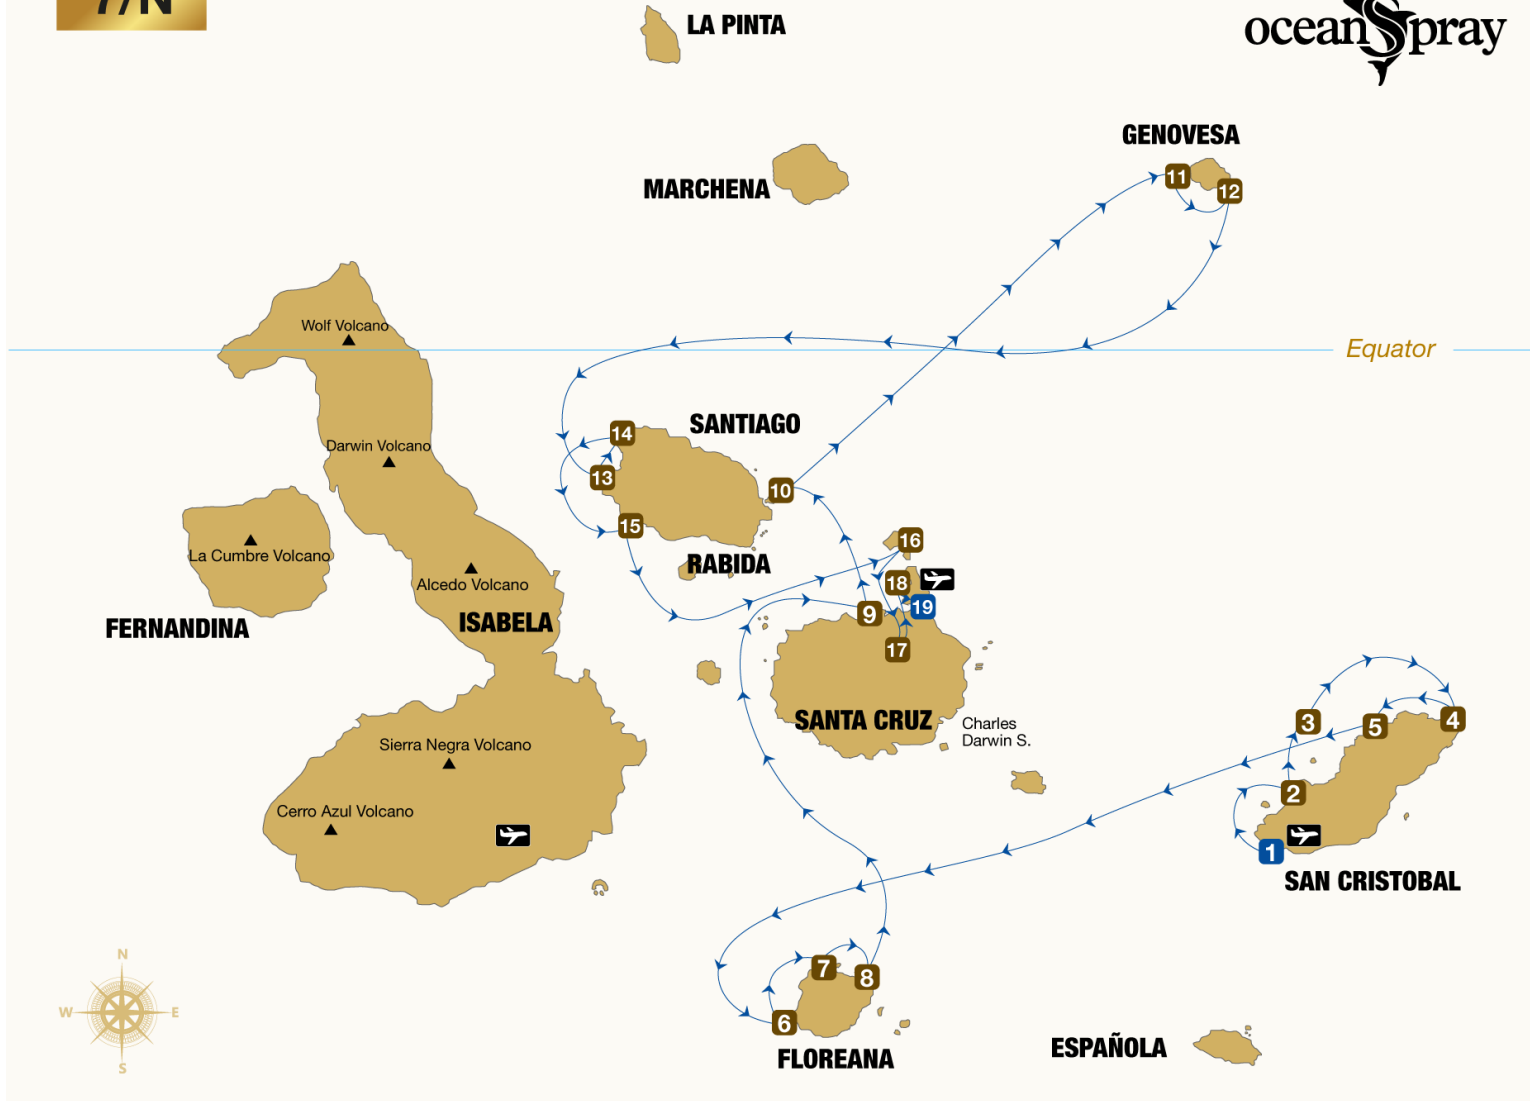 7/N
LA PINTA
oceanSpray
GENOVESA
MARCHENA
11
12
Wolf Volcano
Equator
SANTIAGO
14
Darwin Volcano
13
10
15
16
La Cumbre Volcano
RABIDA
18
Alcedo Volcano
19
9
ISABELA
FERNANDINA
17
SANTA CRUZ
Charles
Darwin S.
3
5
4
Sierra Negra Volcano
2
Cerro Azul Volcano
1
SAN CRISTOBAL
N
W
E
S
7
8
6
FLOREANA
ESPAÑOLA